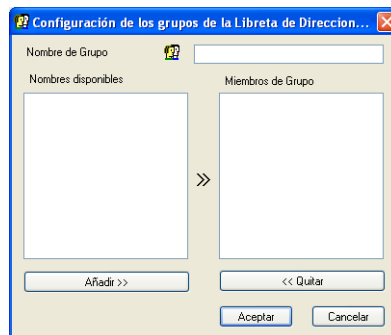 Configuración de los grupos de la Libreta de Direccion...
Nombre de Grupo
Nombres disponibles
Miembros de Grupo
Añadir >>
<< Quitar
Aceptar
Cancelar